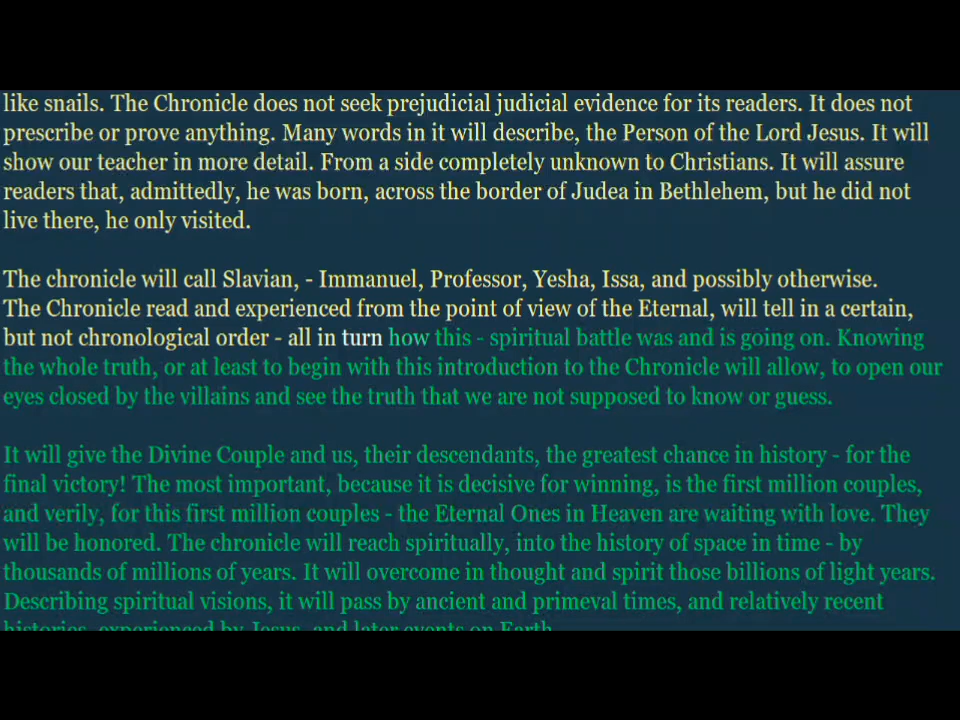 like snails. The Chronicle does not seek prejudicial judicial evidence for its readers. It does not
prescribe or prove anything. Many words in it will describe, the Person of the Lord Jesus. It will
show our teacher in more detail. From a side completely unknown to Christians. It will assure
readers that, admittedly, he was born, across the border of Judea in Bethlehem, but he did not
live there, he only visited.
The chronicle will call Slavian, - Immanuel, Professor, Yesha, Issa, and possibly otherwise.
The Chronicle read and experienced from the point of view of the Eternal, will tell in a certain,
but not chronological order - all in turn how this - spiritual battle was and is going on. Knowing
the whole truth, or at least to begin with this introduction to the Chronicle will allow, to open our
eyes closed by the villains and see the truth that we are not supposed to know or guess.
It will give the Divine Couple and us, their descendants, the greatest chance in history - for the
final victory! The most important, because it is decisive for winning, is the first million couples,
and verily, for this first million couples - the Eternal Ones in Heaven are waiting with love. They
will be honored. The chronicle will reach spiritually, into the history of space in time - by
thousands of millions of years. It will overcome in thought and spirit those billions of light years.
Describing spiritual visions, it will pass by ancient and primeval times, and relatively recent
histories, experienced by Jesus, and later events on Earth.